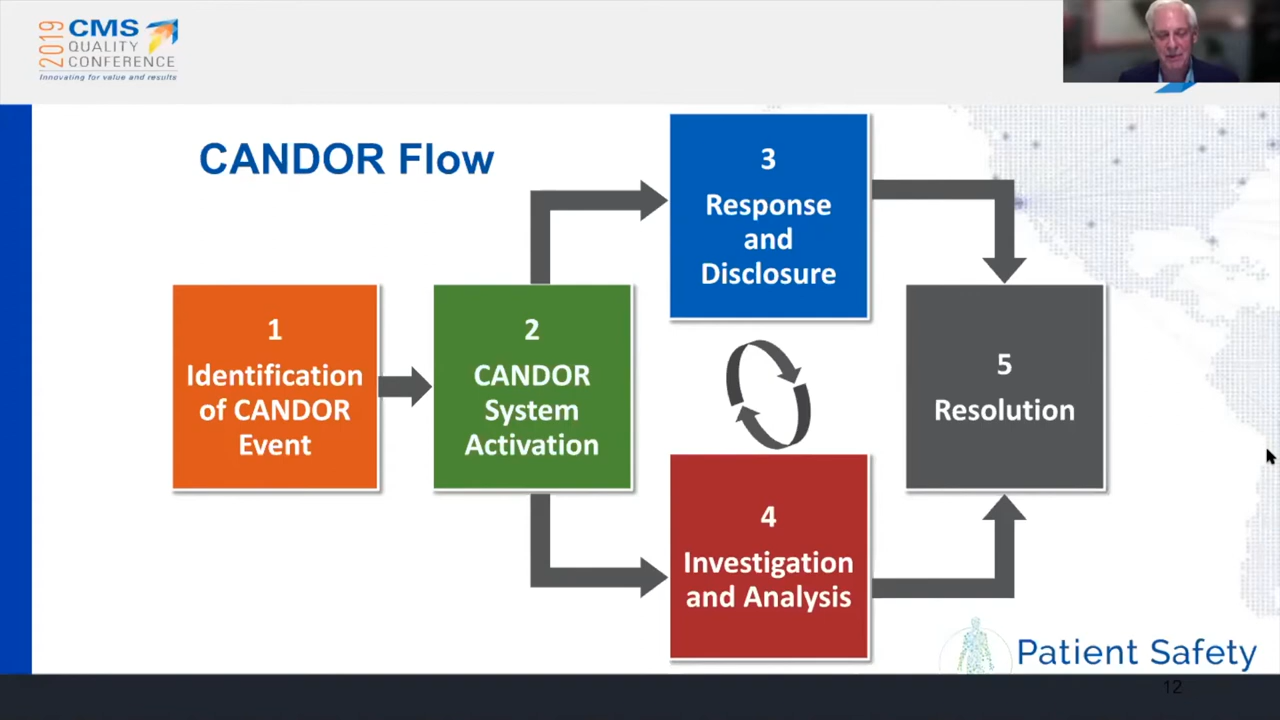 2019
CMS
QUALITY
CONFERENCE
Innovating for value and results
CANDOR Flow
1
Identification
of CANDOR
Event
2
CANDOR
System
Activation
3
Response
and
Disclosure
4
Investigation
and Analysis
5
Resolution
Patient Safety
12